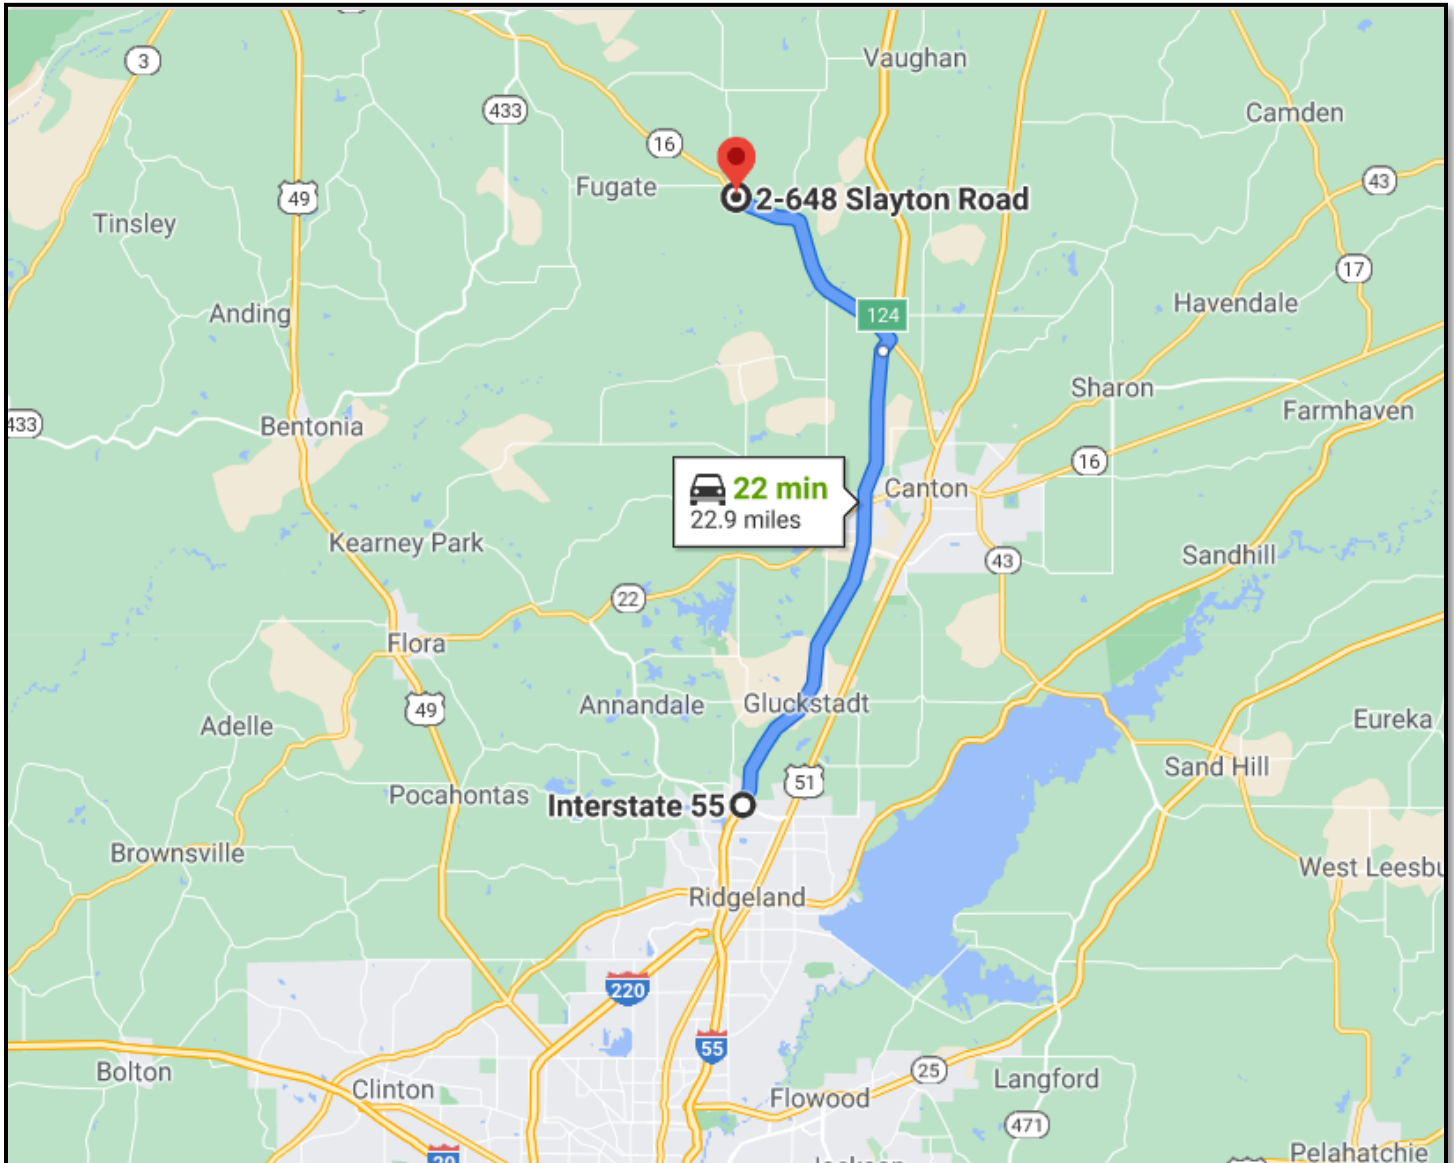 Vaughan
3
433
Camden
16
43
Fugate
49
2-648 Slayton Road
Tinsley
17
Havendale
Anding
124
Sharon
Farmhaven
433
Bentonia
16
22 min
Canton
22.9 miles
Kearney Park
Sandhill
43
22
Flora
Annandale
Gluckstadt
49
Eureka
Adelle
Sand Hill
51
Pocahontas
Interstate 55
Brownsville
West Leesbu
Ridgeland
220
55
Bolton
25
Langford
Clinton
Flowood
471
20
Pelahatchie